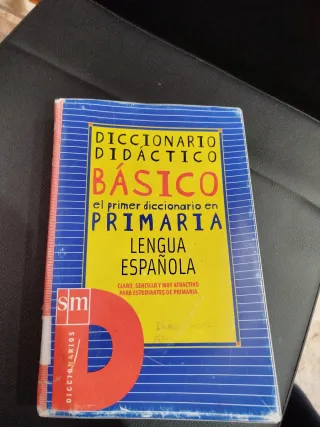 DICCIONARIO
DIDÁCTICO
BÁSICO
el primer diccionario en
PRIMARIA
LENGUA
ESPAÑOLA
CLARO, SENCILLO Y MUY ATRACTIVO
PARA ESTUDIANTES DE PRIMARIA.
sm
DICCIONARIOS